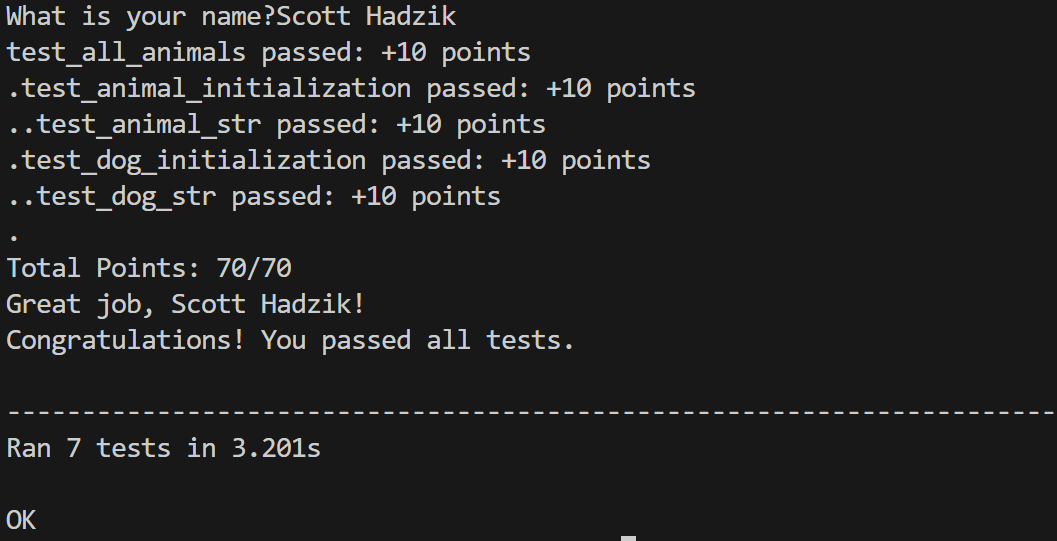 What is your name?Scott Hadzik
test_all_animals passed: +10 points
.test_animal_initialization passed: +10 points
..test_animal_str passed: +10 points
.test_dog_initialization passed: +10 points
..test_dog_str passed: +10 points
.
Total Points: 70/70
Great job, Scott Hadzik!
Congratulations! You passed all tests.
----------------------------------------------------------------------
Ran 7 tests in 3.201s
OK